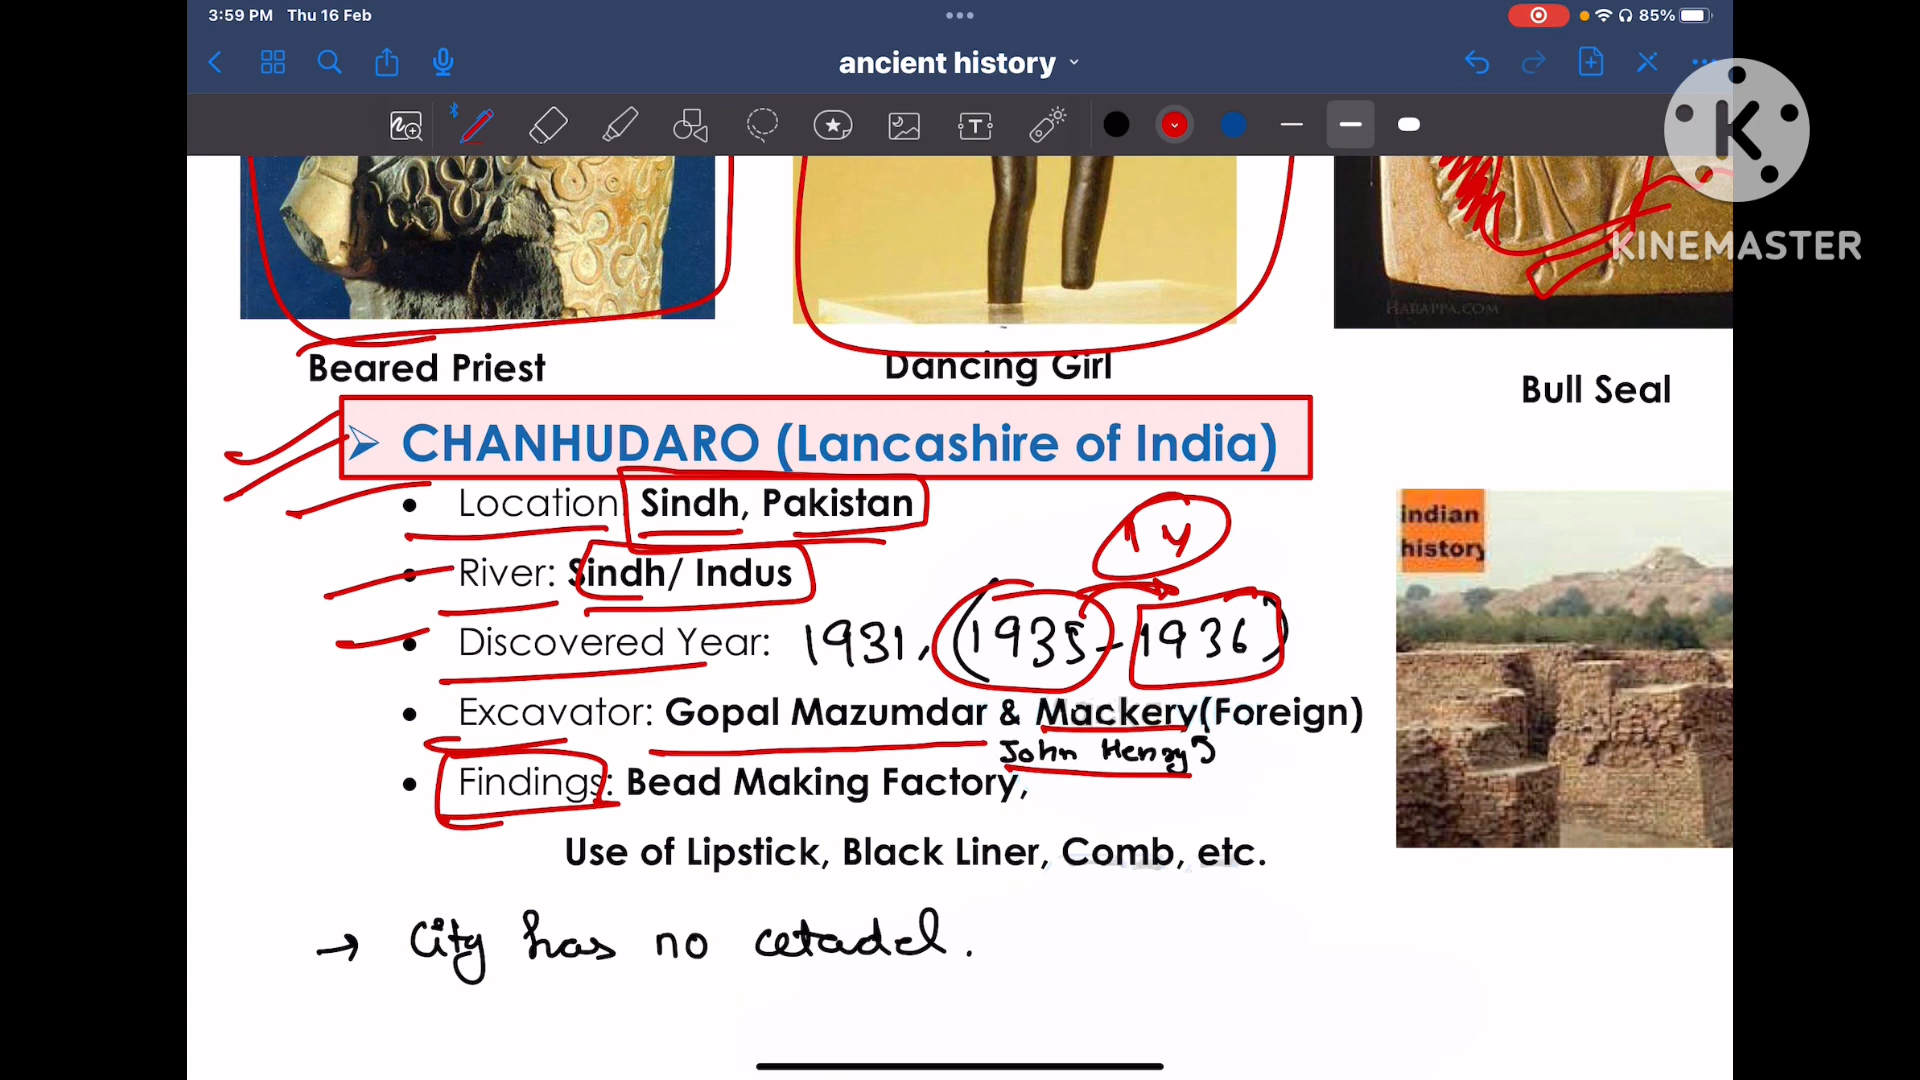 3:59 PM Thu 16 Feb
85%
ancient history
K
KINEMASTER
HARAPPA.COM
Beared Priest
Dancing Girl
Bull Seal
CHANHUDARO (Lancashire of India)
• Location: Sindh, Pakistan
1 y
indian
history
• River: Sindh/ Indus
• Discovered Year: 1931, (1935-1936)
• Excavator: Gopal Mazumdar & Mackery(Foreign)
John Henry
• Findings: Bead Making Factory,
Use of Lipstick, Black Liner, Comb, etc.
→ City has no cetadel.